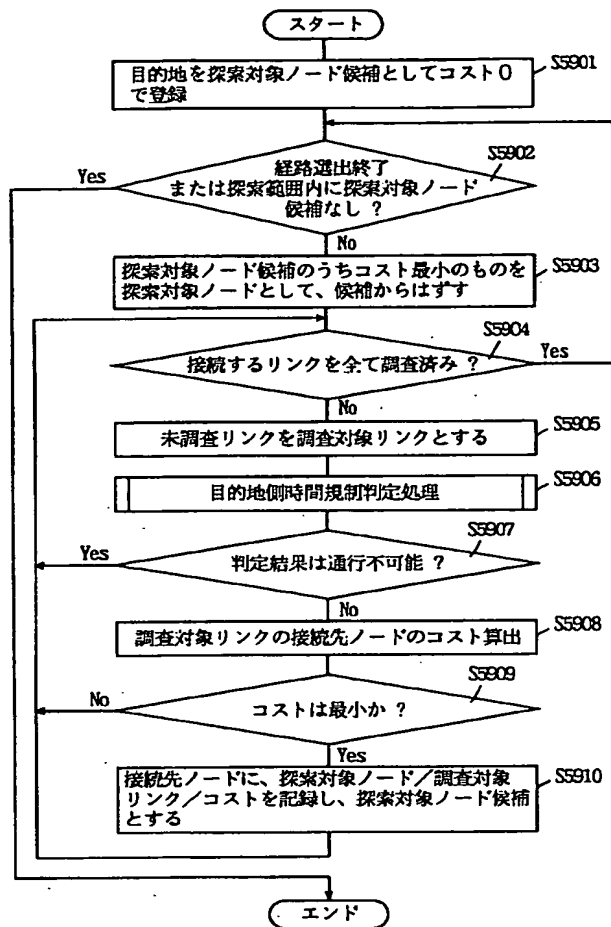 スタート
S5901
目的地を探索対象ノード候補としてコスト0
で登録
S5902
経路選出終了
または探索範囲内に探索対象ノード
候補なし ?
Yes
No
S5903
探索対象ノード候補のうちコスト最小のものを
探索対象ノードとして、候補からはずす
S5904
接続するリンクを全て調査済み ?
Yes
No
S5905
未調査リンクを調査対象リンクとする
S5906
目的地側時間規制判定処理
S5907
判定結果は通行不可能 ?
Yes
No
S5908
調査対象リンクの接続先ノードのコスト算出
S5909
コストは最小か ?
No
Yes
S5910
接続先ノードに、探索対象ノード/調査対象
リンク/コストを記録し、探索対象ノード候補
とする
エンド